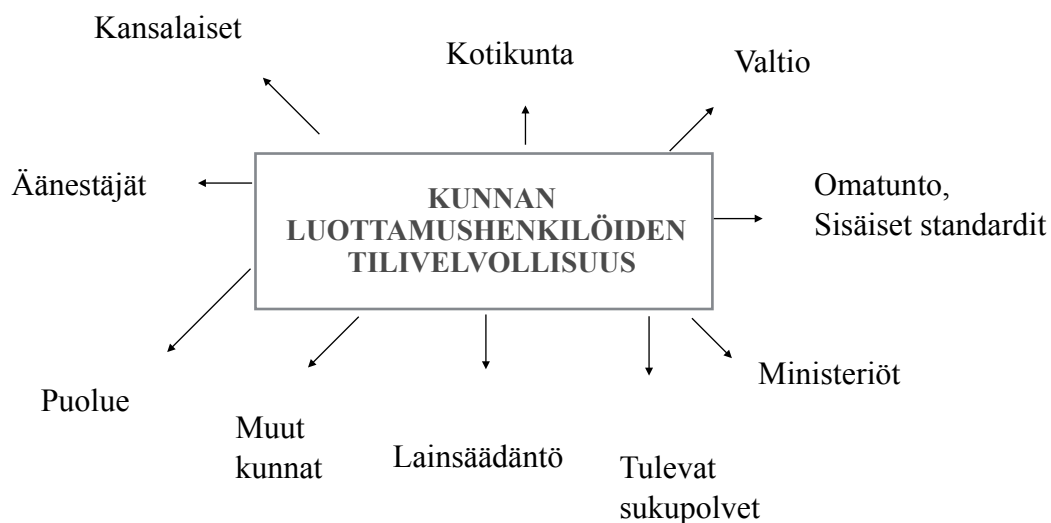 Kansalaiset
Kotikunta
Valtio
Äänestäjät
KUNNAN
LUOTTAMUSHENKILÖIDEN
TILIVELVOLLISUUS
Omatunto,
Sisäiset standardit
Puolue
Muut
kunnat
Lainsäädäntö
Tulevat
sukupolvet
Ministeriöt